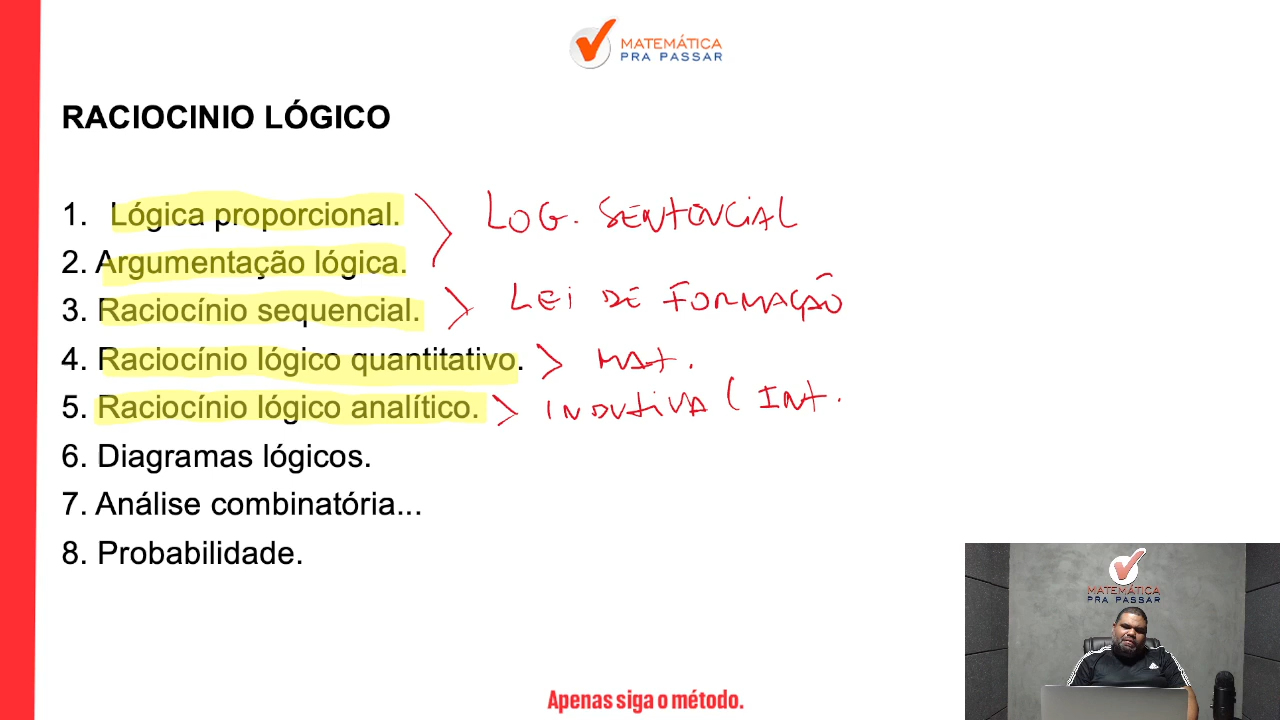 MATEMÁTICA
PRA PASSAR
RACIOCINIO LÓGICO
1. Lógica proporcional.
LOG. SENTENCIAL
2. Argumentação lógica.
3. Raciocínio sequencial.
LEI DE FORMAÇÃO
4. Raciocínio lógico quantitativo.
MAT.
5. Raciocínio lógico analítico.
INDUTIVA ( INT.
6. Diagramas lógicos.
7. Análise combinatória...
8. Probabilidade.
MATEMÁTICA
PRA PASSAR
Apenas siga o método.